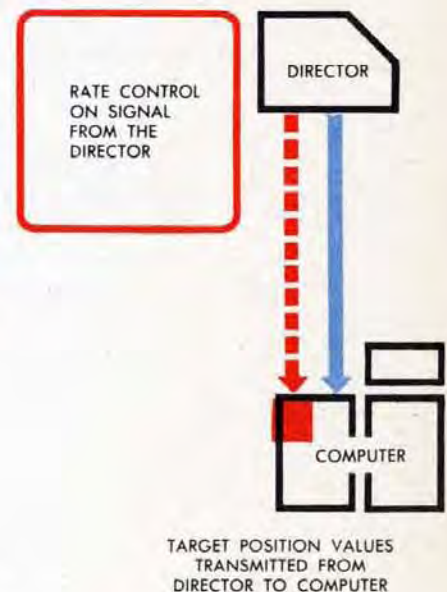 RATE CONTROL
ON SIGNAL
FROM THE
DIRECTOR
DIRECTOR
COMPUTER
TARGET POSITION VALUES
TRANSMITTED FROM
DIRECTOR TO COMPUTER